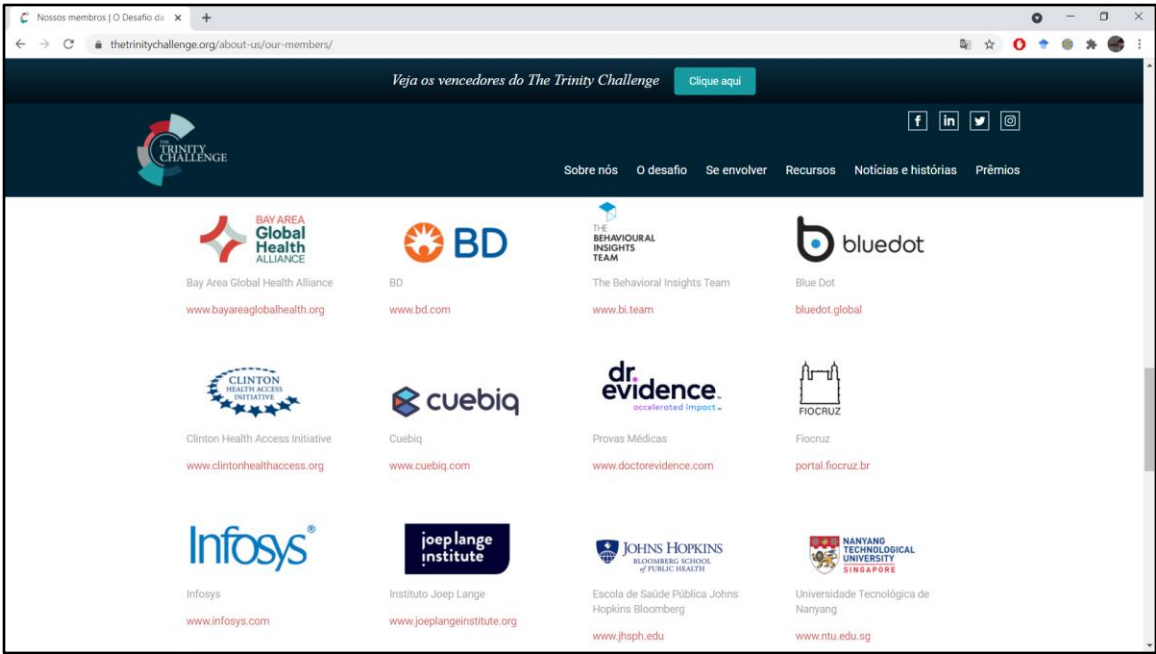 Nossos membros | O Desafio da
thetrinitychallenge.org/about-us/our-members/
Veja os vencedores do The Trinity Challenge
Clique aqui
THE
TRINITY
CHALLENGE
Sobre nós O desafio Se envolver Recursos Notícias e histórias Prêmios
BAY AREA
Global
Health
ALLIANCE
BD
THE
BEHAVIOURAL
INSIGHTS
TEAM
bluedot
Bay Area Global Health Alliance
BD
The Behavioral Insights Team
Blue Dot
www.bayareaglobalhealth.org
www.bd.com
www.bi.team
bluedot.global
CLINTON
HEALTH ACCESS
INITIATIVE
cuebiq
dr.
evidence
accelerated impact
FIOCRUZ
Clinton Health Access Initiative
Cuebiq
Provas Médicas
Fiocruz
www.clintonhealthaccess.org
www.cuebiq.com
www.doctorevidence.com
portal.fiocruz.br
Infosys®
joep lange
institute
JOHNS HOPKINS
BLOOMBERG SCHOOL
of PUBLIC HEALTH
NANYANG
TECHNOLOGICAL
UNIVERSITY
SINGAPORE
Infosys
Instituto Joep Lange
Escola de Saúde Pública Johns
Hopkins Bloomberg
Universidade Tecnológica de
Nanyang
www.infosys.com
www.joeplangeinstitute.org
www.jhsph.edu
www.ntu.edu.sg